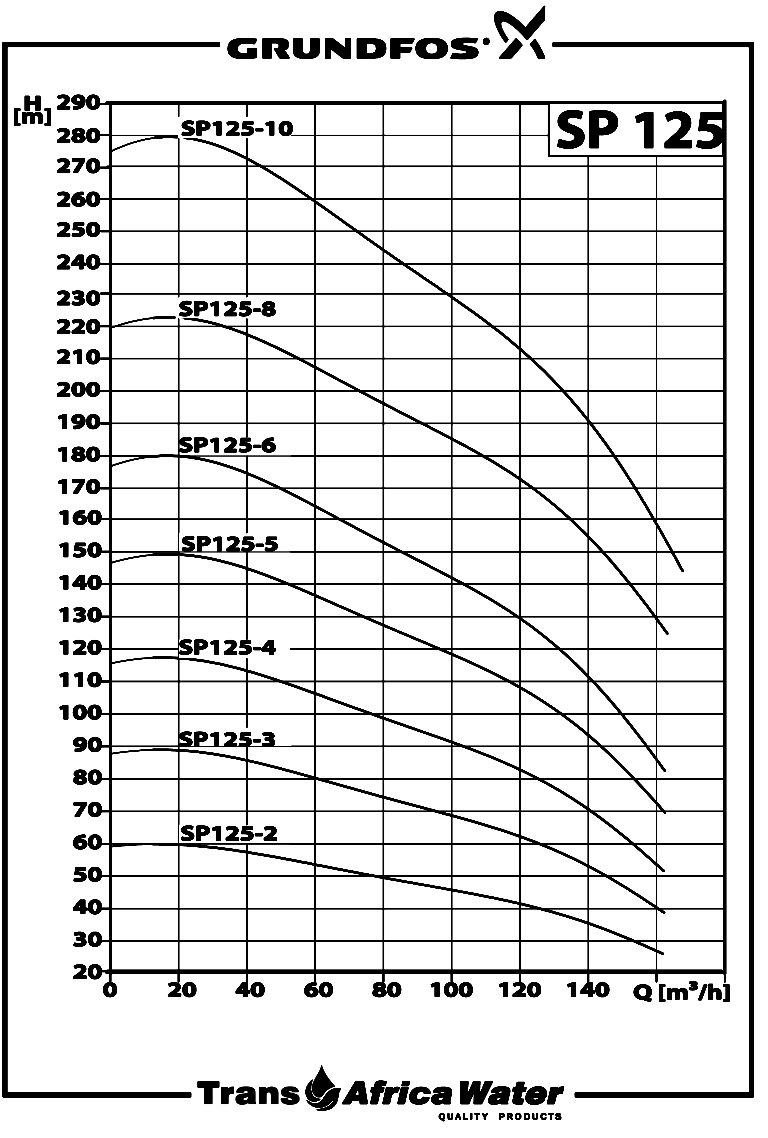 GRUNDFOS
H
[m]
SP 125
290
280
270
260
250
240
230
220
210
200
190
180
170
160
150
140
130
120
110
100
90
80
70
60
50
40
30
20
SP125-10
SP125-8
SP125-6
SP125-5
SP125-4
SP125-3
SP125-2
0 20 40 60 80 100 120 140 Q [m³/h]
Trans Africa Water
QUALITY PRODUCTS